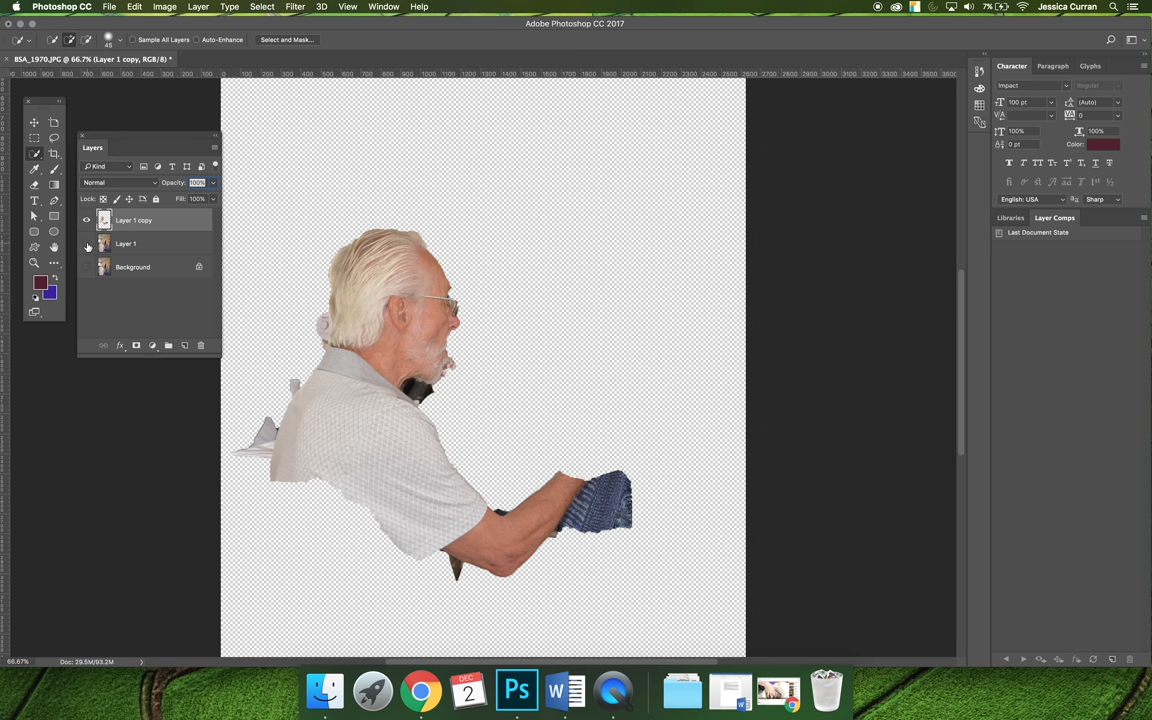 Photoshop CC File Edit Image Layer Type Select Filter 3D View Window Help 7% Jessica Curran
Adobe Photoshop CC 2017
45 Sample All Layers Auto-Enhance Select and Mask...
BSA_1970.JPG @ 66.7% (Layer 1 copy, RGB/8) *
Character Paragraph Glyphs
Impact Regular
100 pt (Auto)
0
100% 100%
0 pt Color:
English: USA Sharp
Libraries Layer Comps
Last Document State
Layers
Kind
Normal Opacity: 100%
Lock: Fill: 100%
Layer 1 copy
Layer 1
Background
66.67% Doc: 29.5M/93.2M
DEC
2
Ps